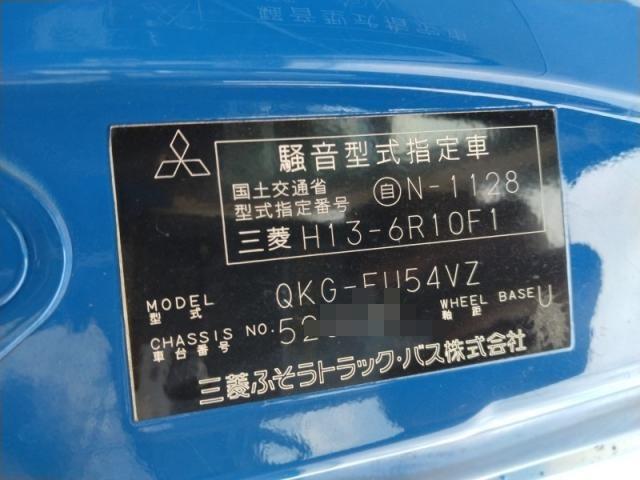 騒音型式指定車
国土交通省
型式指定番号
自N-1128
三菱 H13-6R10F1
MODEL
型式
QKG-FU54VZ
CHASSIS NO.
車台番号
52
WHEEL BASE
軸距
U
三菱ふそうトラック・バス株式会社